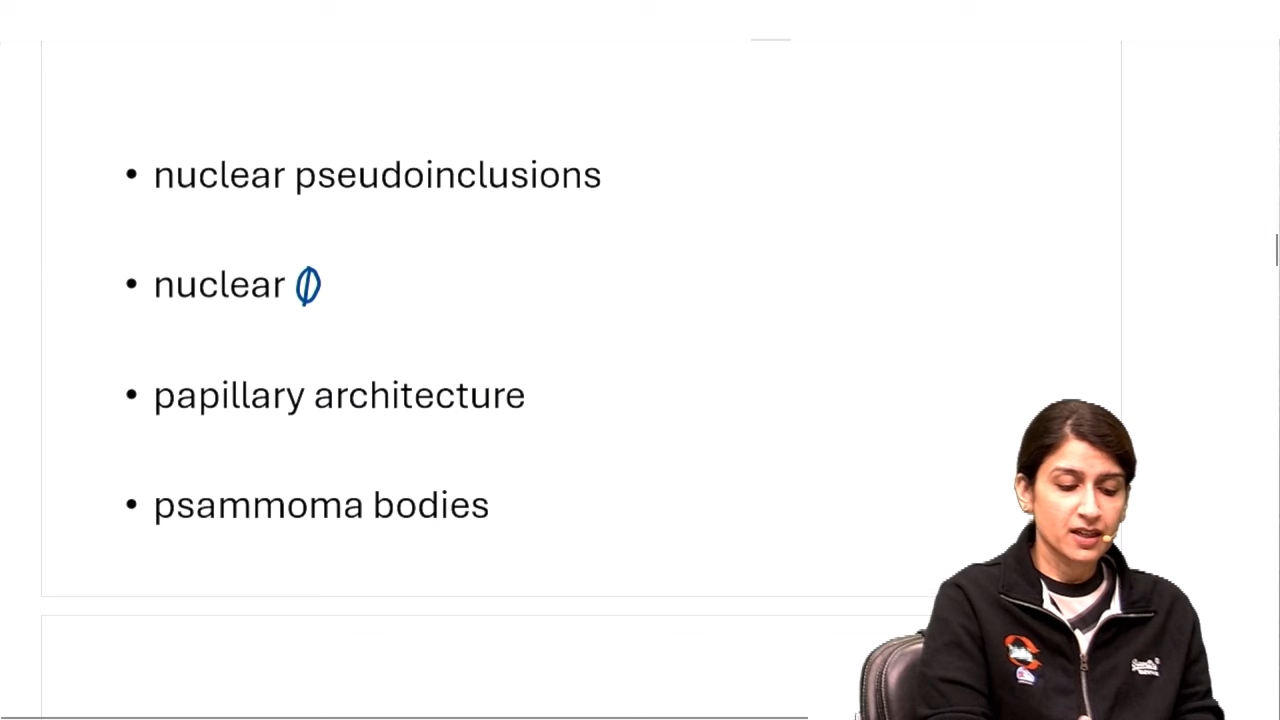 • nuclear pseudoinclusions
• nuclear
• papillary architecture
• psammoma bodies